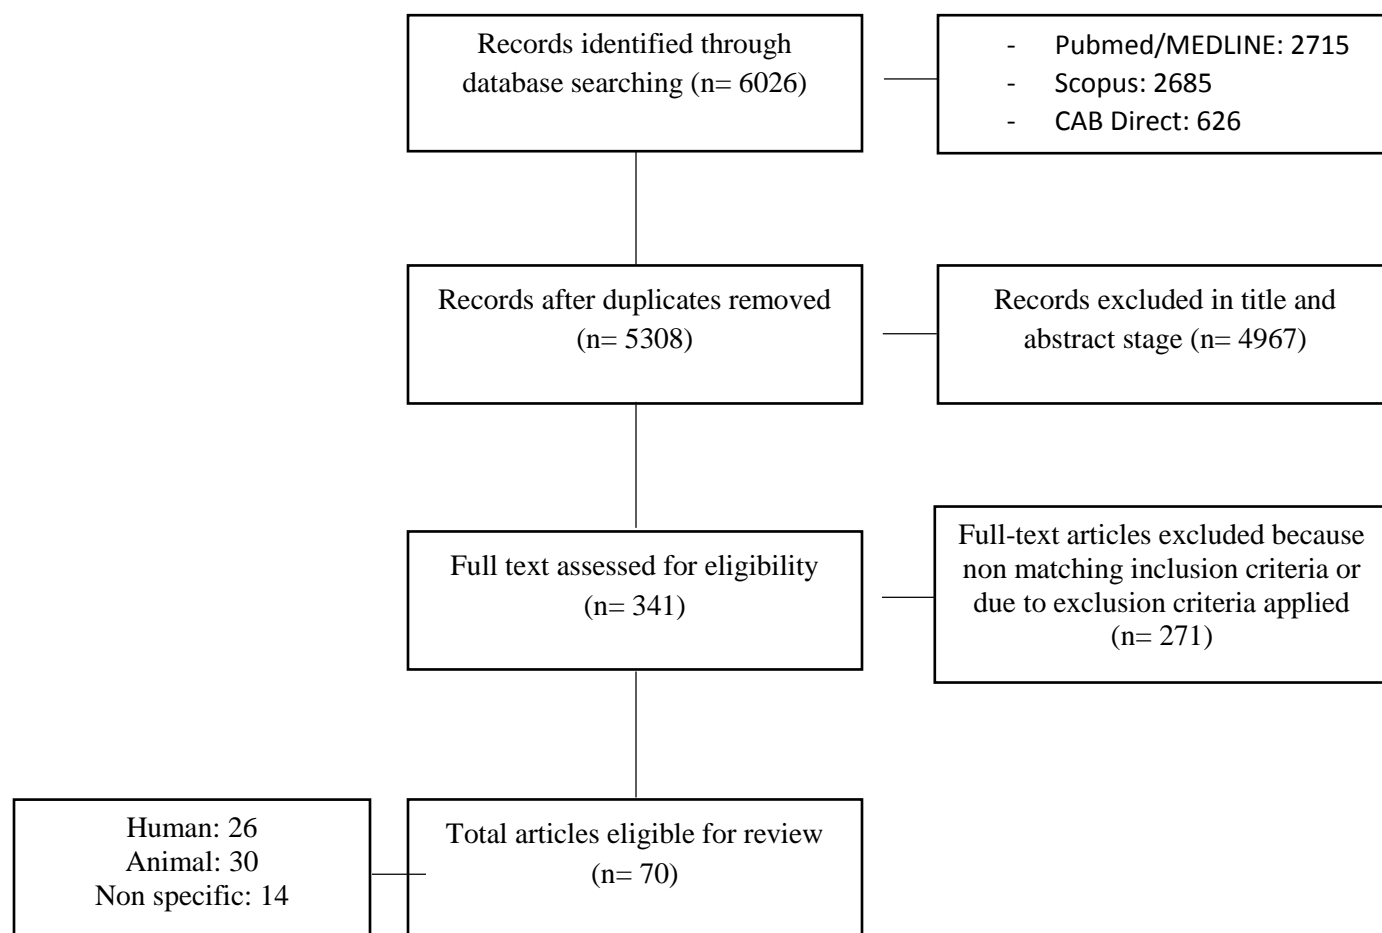 Records identified through
database searching (n= 6026)
- Pubmed/MEDLINE: 2715
- Scopus: 2685
- CAB Direct: 626
Records after duplicates removed
(n= 5308)
Records excluded in title and
abstract stage (n= 4967)
Full text assessed for eligibility
(n= 341)
Full-text articles excluded because
non matching inclusion criteria or
due to exclusion criteria applied
(n= 271)
Human: 26
Animal: 30
Non specific: 14
Total articles eligible for review
(n= 70)